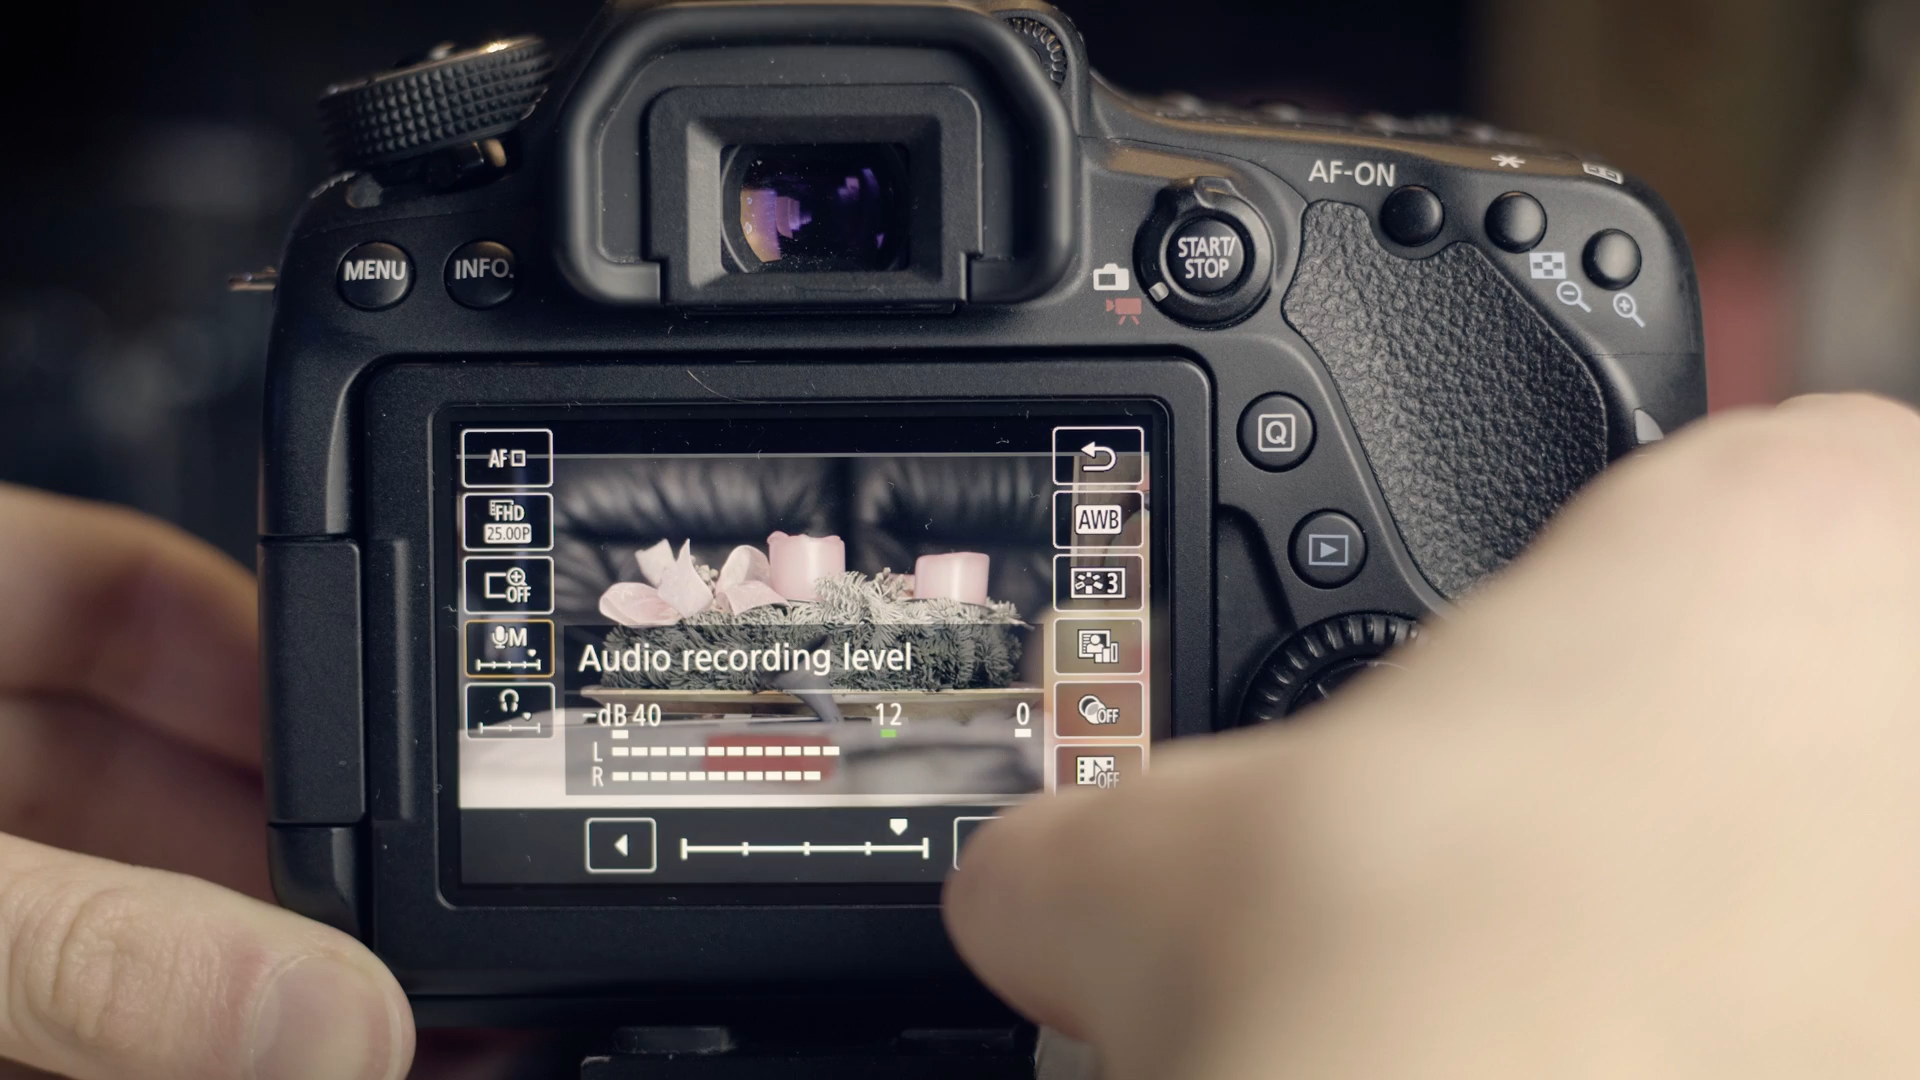 AF-ON
MENU
INFO.
START/
STOP
Q
AF
FHD
25.00P
OFF
M
AWB
3
OFF
OFF
Audio recording level
-dB 40 12 0
L
R